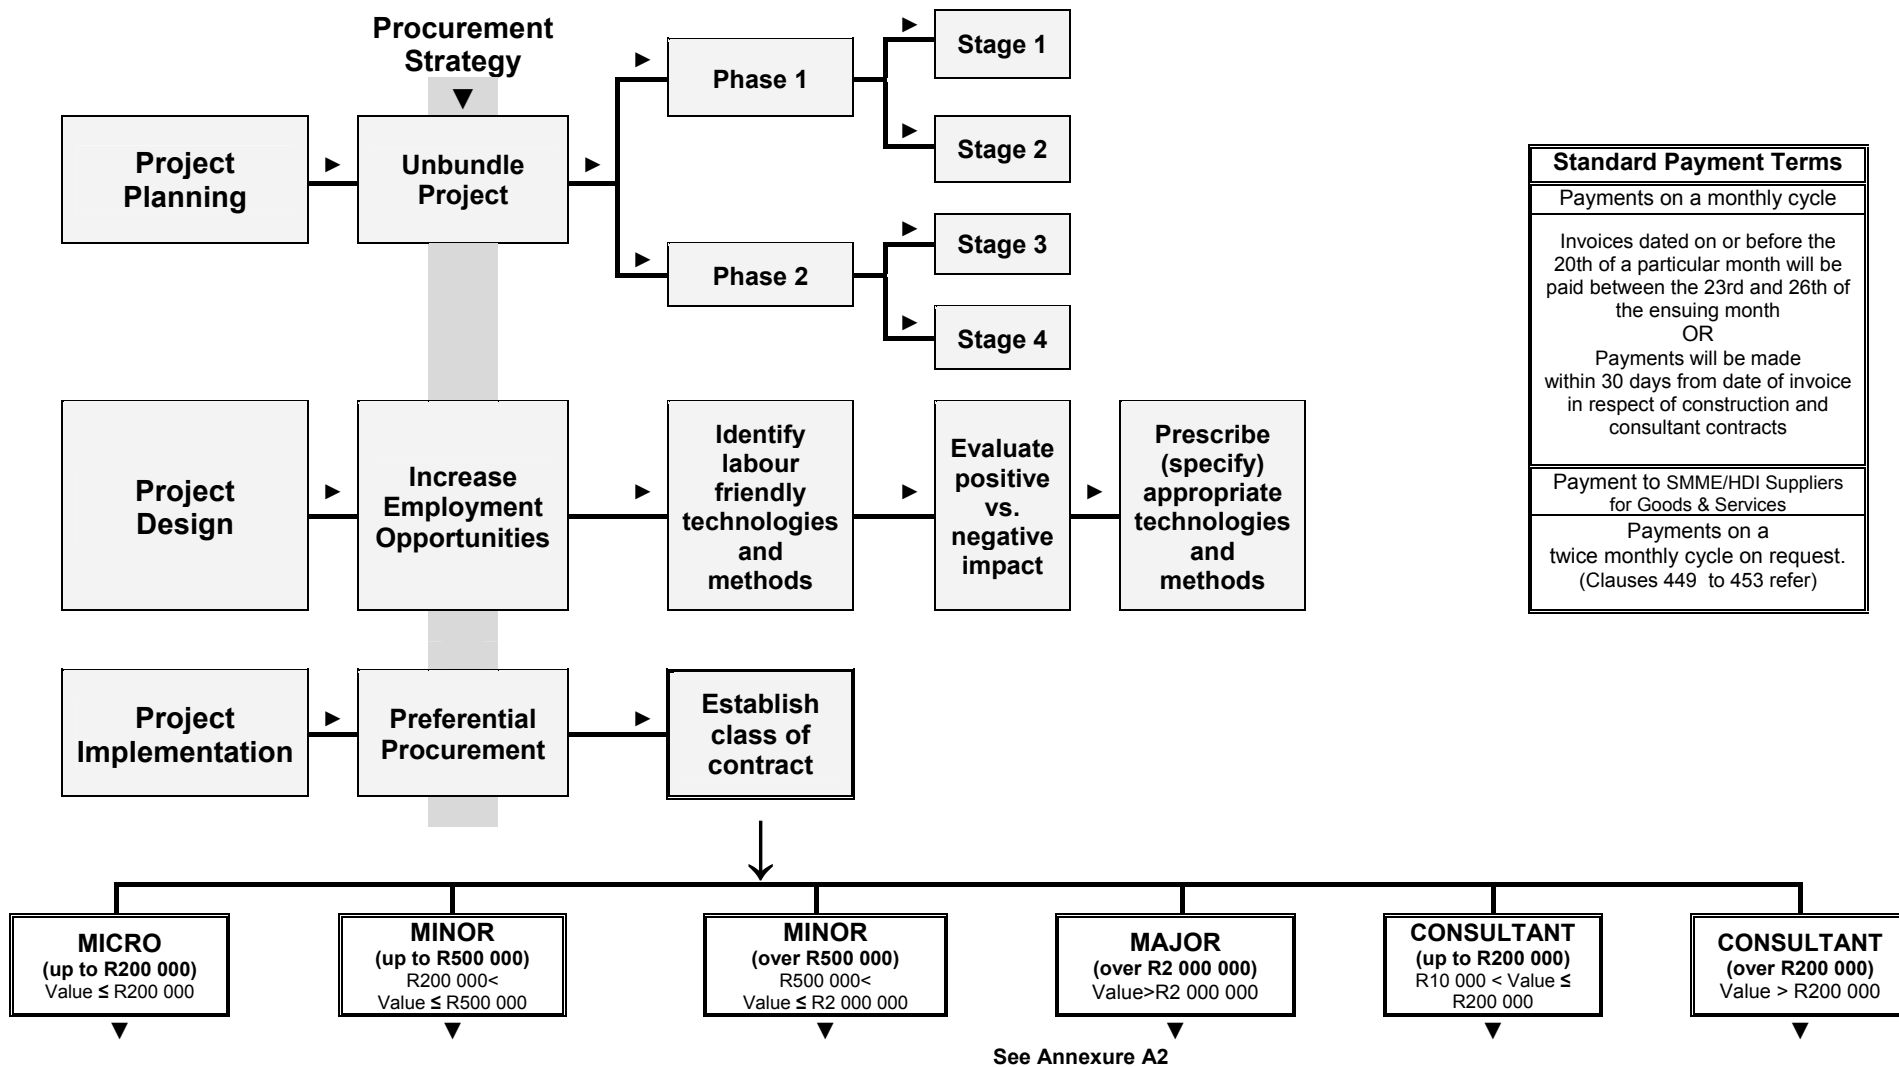 Procurement
Strategy
▼
Project
Planning
►
Unbundle
Project
►
►
Phase 1
►
Stage 1
►
Stage 2
►
Phase 2
►
Stage 3
►
Stage 4
Project
Design
►
Increase
Employment
Opportunities
►
Identify
labour
friendly
technologies
and
methods
►
Evaluate
positive
vs.
negative
impact
►
Prescribe
(specify)
appropriate
technologies
and
methods
Project
Implementation
►
Preferential
Procurement
►
Establish
class of
contract
Standard Payment Terms
Payments on a monthly cycle
Invoices dated on or before the
20th of a particular month will be
paid between the 23rd and 26th of
the ensuing month
OR
Payments will be made
within 30 days from date of invoice
in respect of construction and
consultant contracts
Payment to SMME/HDI Suppliers
for Goods & Services
Payments on a
twice monthly cycle on request.
(Clauses 449 to 453 refer)
MICRO
(up to R200 000)
Value ≤ R200 000
▼
MINOR
(up to R500 000)
R200 000<
Value ≤ R500 000
▼
MINOR
(over R500 000)
R500 000<
Value ≤ R2 000 000
▼
MAJOR
(over R2 000 000)
Value>R2 000 000
▼
CONSULTANT
(up to R200 000)
R10 000 < Value ≤
R200 000
▼
CONSULTANT
(over R200 000)
Value > R200 000
▼
See Annexure A2